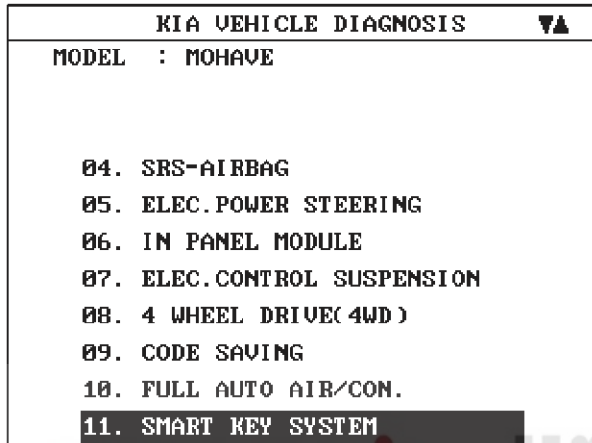 KIA VEHICLE DIAGNOSIS ▼▲
MODEL : MOHAVE
04. SRS-AIRBAG
05. ELEC.POWER STEERING
06. IN PANEL MODULE
07. ELEC.CONTROL SUSPENSION
08. 4 WHEEL DRIVE(4WD)
09. CODE SAVING
10. FULL AUTO AIR/CON.
11. SMART KEY SYSTEM